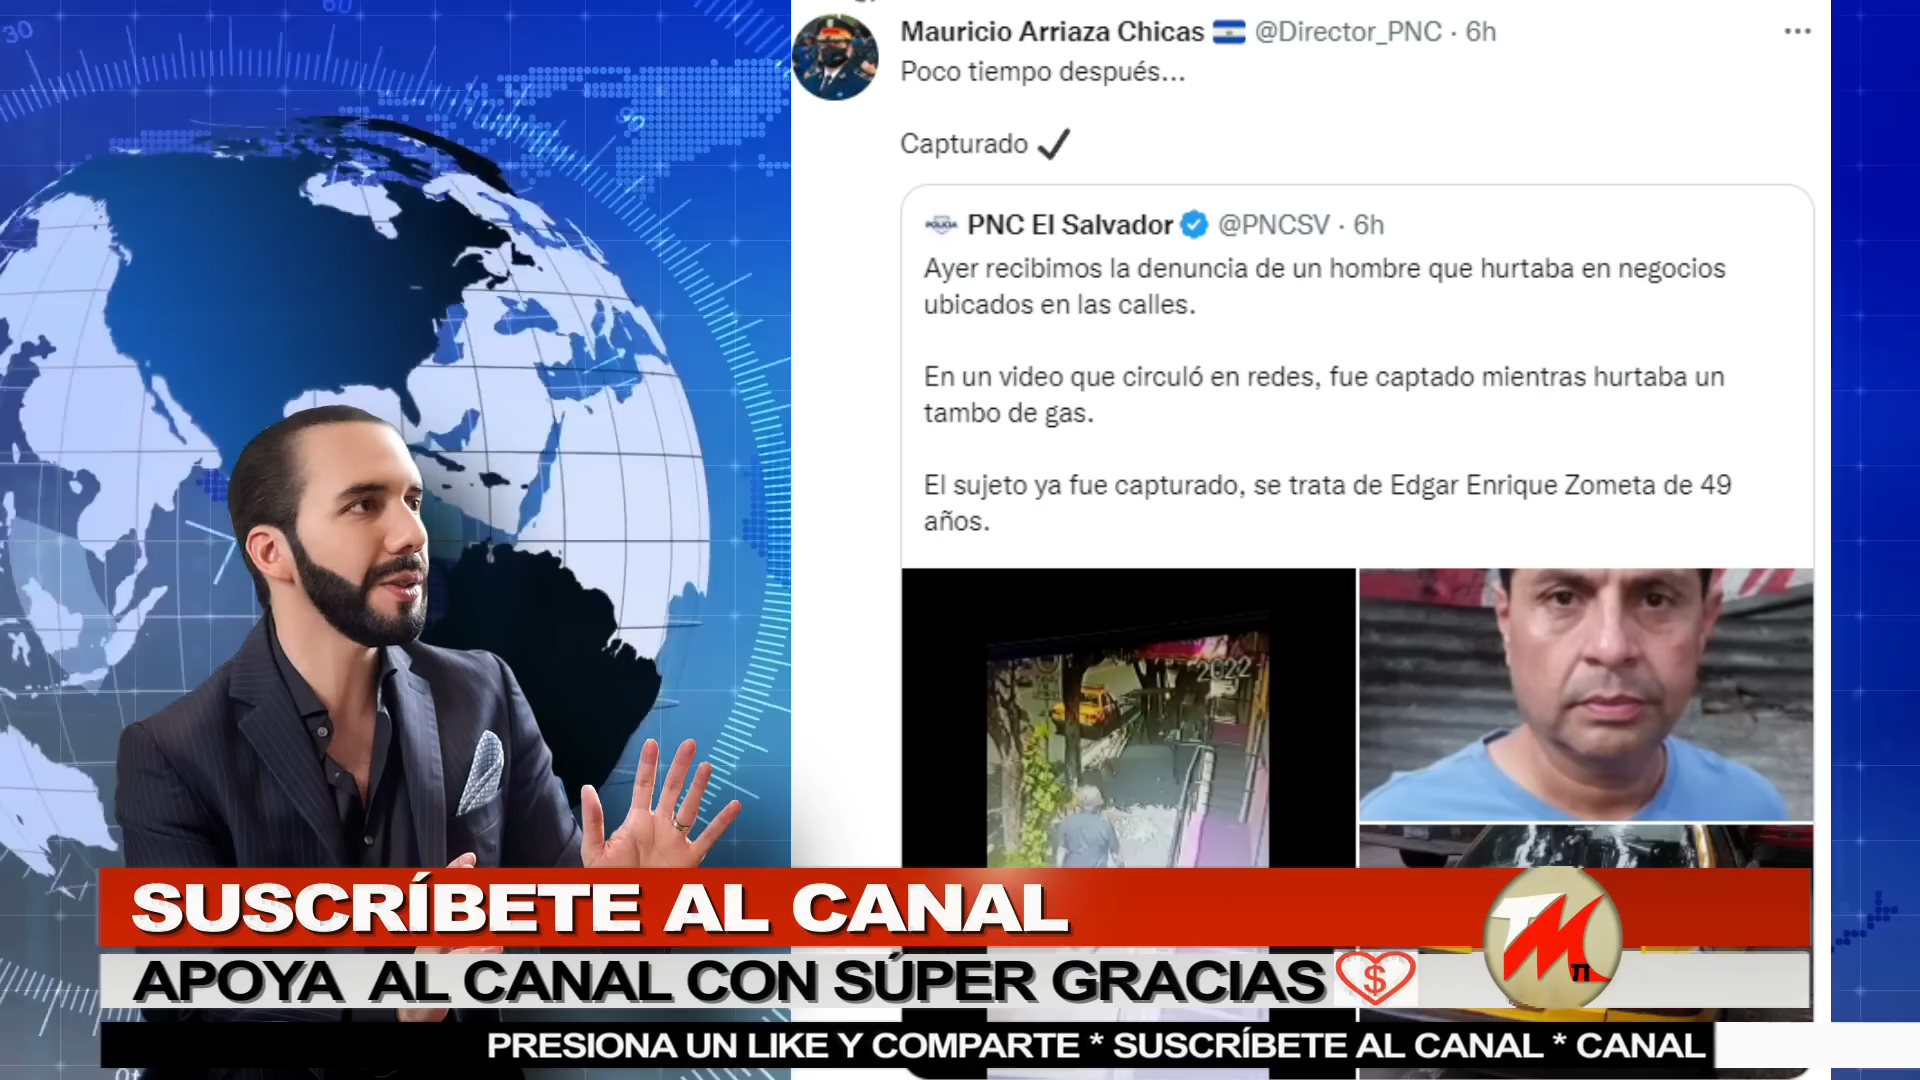 30
60
Mauricio Arriaza Chicas @Director_PNC · 6h
Poco tiempo después...
Capturado ✔
POLICIA PNC El Salvador @PNCSV · 6h
Ayer recibimos la denuncia de un hombre que hurtaba en negocios
ubicados en las calles.
En un video que circuló en redes, fue captado mientras hurtaba un
tambo de gas.
El sujeto ya fue capturado, se trata de Edgar Enrique Zometa de 49
años.
2022
SUSCRÍBETE AL CANAL
TM
APOYA AL CANAL CON SÚPER GRACIAS $
PRESIONA UN LIKE Y COMPARTE * SUSCRÍBETE AL CANAL * CANAL